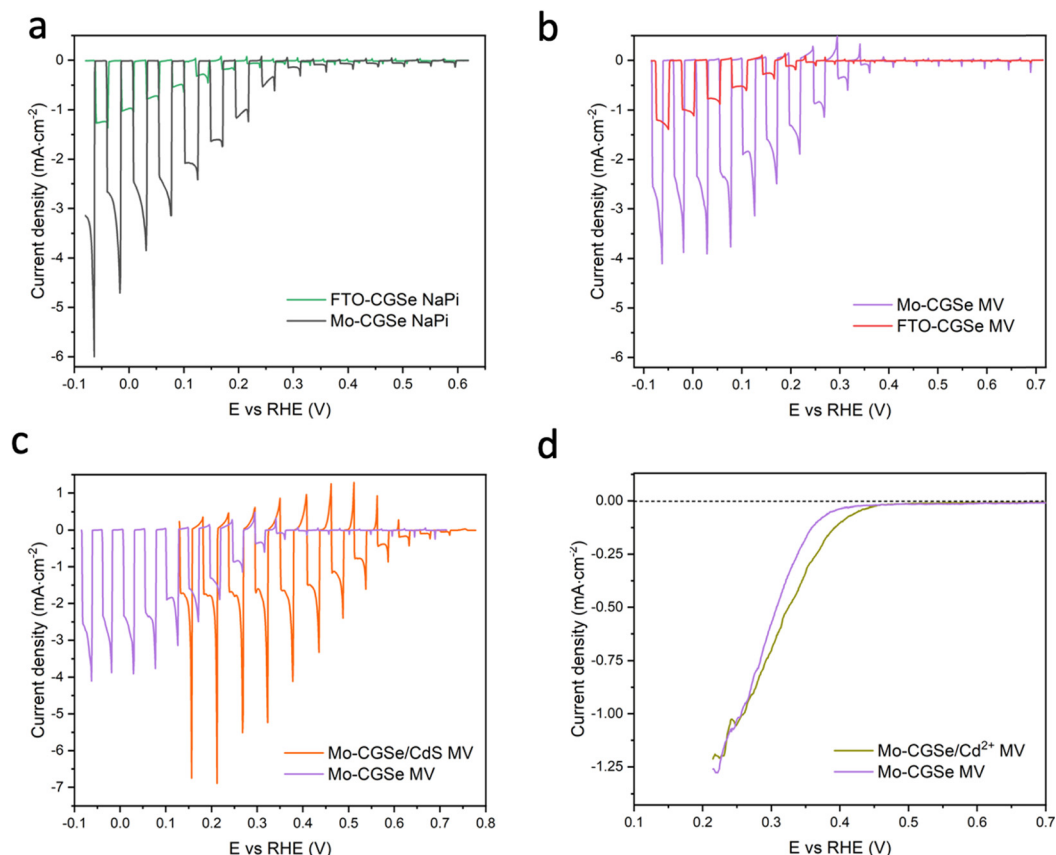 a
0
-1
-2
-3
-4
-5
-6
Current density (mA·cm⁻²)
FTO-CGSe NaPi
Mo-CGSe NaPi
-0.1 0.0 0.1 0.2 0.3 0.4 0.5 0.6
E vs RHE (V)
b
0
-1
-2
-3
-4
-5
-6
Current density (mA·cm⁻²)
Mo-CGSe MV
FTO-CGSe MV
-0.1 0.0 0.1 0.2 0.3 0.4 0.5 0.6 0.7
E vs RHE (V)
c
1
0
-1
-2
-3
-4
-5
-6
-7
Current density (mA·cm⁻²)
Mo-CGSe/CdS MV
Mo-CGSe MV
-0.1 0.0 0.1 0.2 0.3 0.4 0.5 0.6 0.7 0.8
E vs RHE (V)
d
0.00
-0.25
-0.50
-0.75
-1.00
-1.25
Current density (mA·cm⁻²)
Mo-CGSe/Cd²⁺ MV
Mo-CGSe MV
0.1 0.2 0.3 0.4 0.5 0.6 0.7
E vs RHE (V)